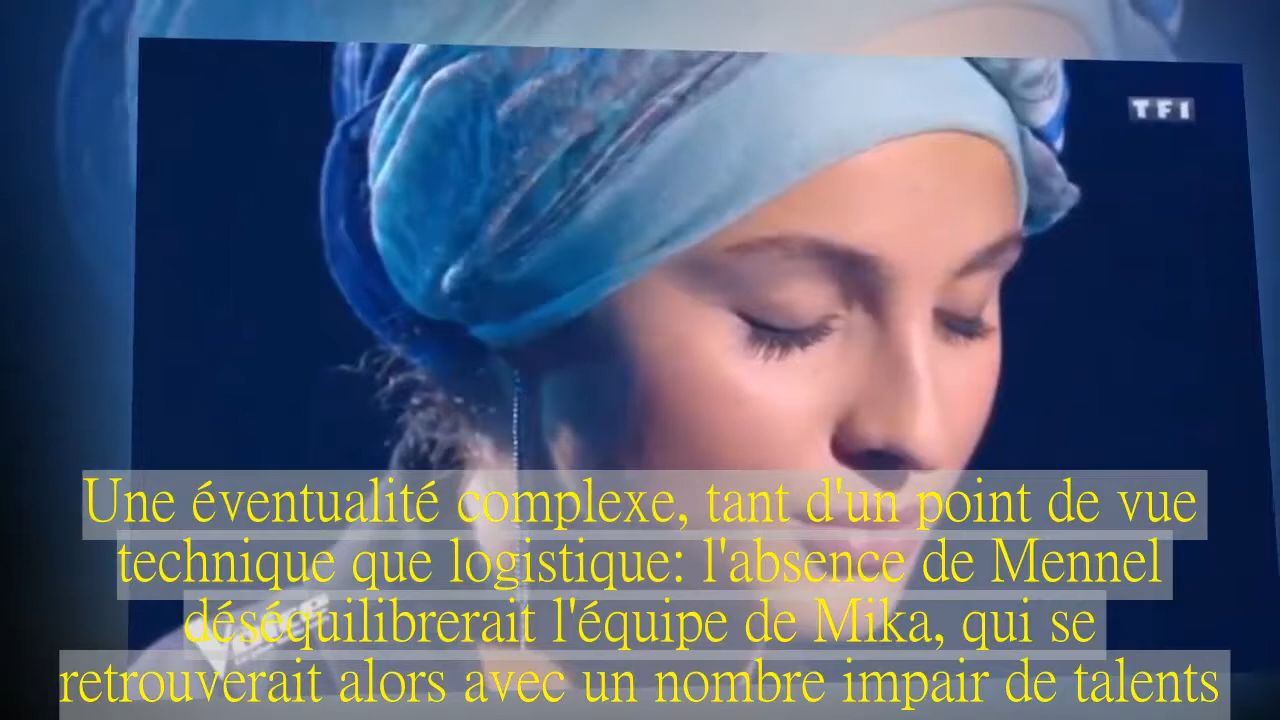 TF1
Une éventualité complexe, tant d'un point de vue
technique que logistique: l'absence de Mennel
déséquilibrerait l'équipe de Mika, qui se
retrouverait alors avec un nombre impair de talents